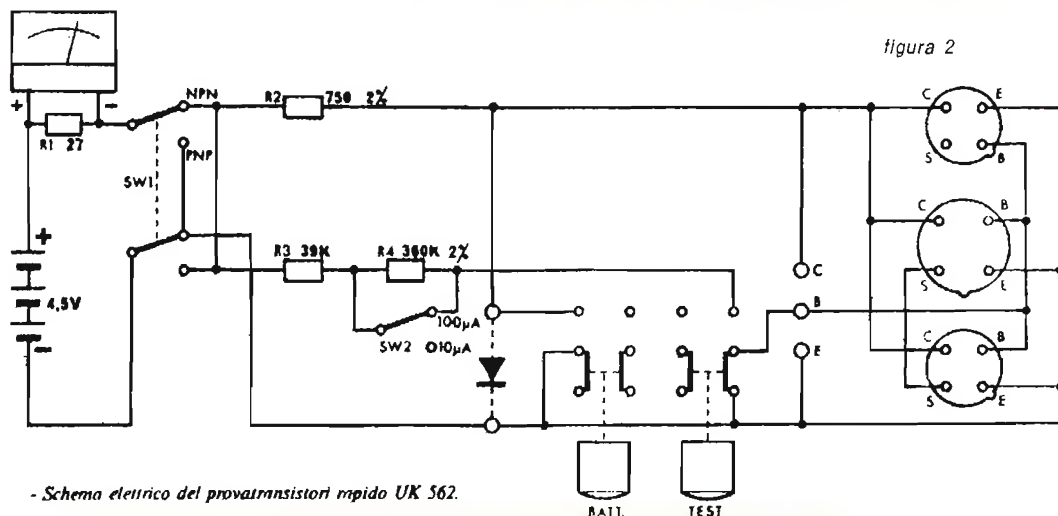 figura 2
+ -
NPN
R2 750 2%
R1 27
PNP
SW1
+
4,5V
-
R3 39K
R4 360K 2%
100µA
SW2
10µA
C
B
E
C E
S B
C B
S E
C B
S E
BATT.
TEST
- Schema elettrico del provatransistori rapido UK 562.